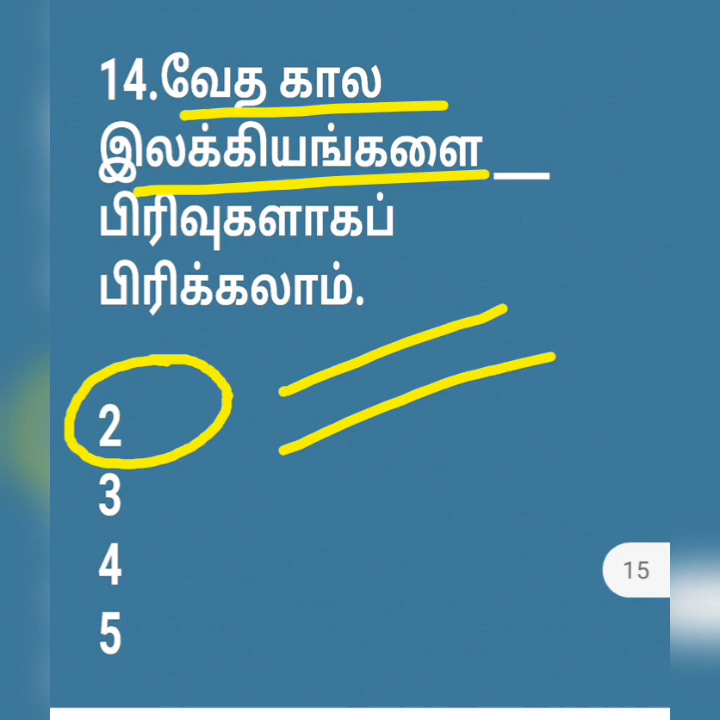 14.வேத கால
இலக்கியங்களை___
பிரிவுகளாகப்
பிரிக்கலாம்.
2
3
4
15
5